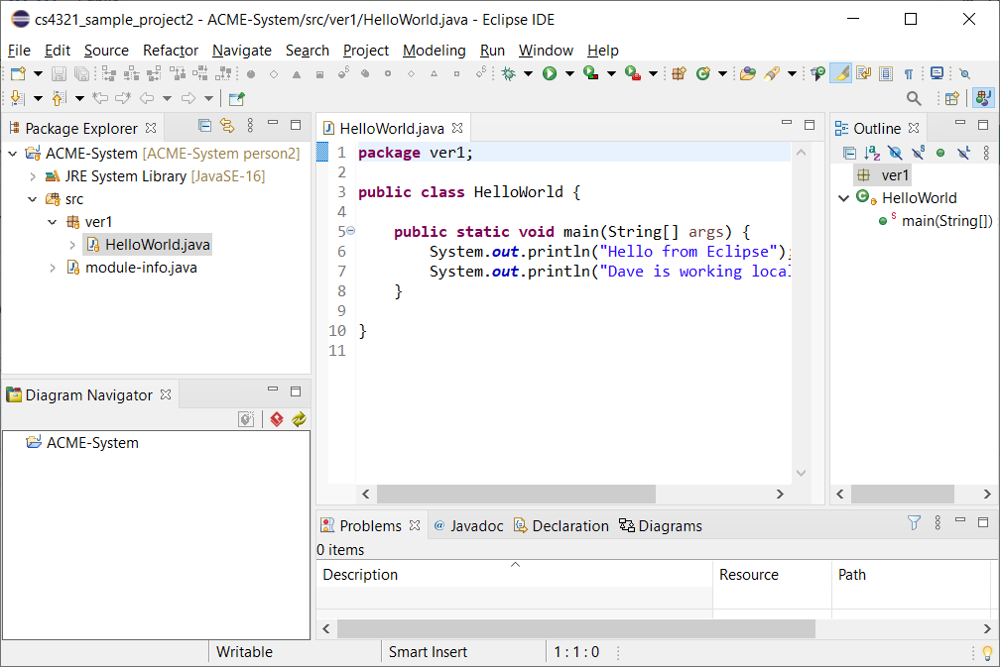 cs4321_sample_project2 - ACME-System/src/ver1/HelloWorld.java - Eclipse IDE
File Edit Source Refactor Navigate Search Project Modeling Run Window Help
Package Explorer
ACME-System [ACME-System person2]
JRE System Library [JavaSE-16]
src
ver1
HelloWorld.java
module-info.java
Diagram Navigator
ACME-System
HelloWorld.java
1 package ver1;
2
3 public class HelloWorld {
4
5 public static void main(String[] args) {
6 System.out.println("Hello from Eclipse");
7 System.out.println("Dave is working local
8 }
9
10 }
11
Outline
ver1
HelloWorld
main(String[])
Problems @ Javadoc Declaration Diagrams
0 items
Description Resource Path
Writable Smart Insert 1 : 1 : 0